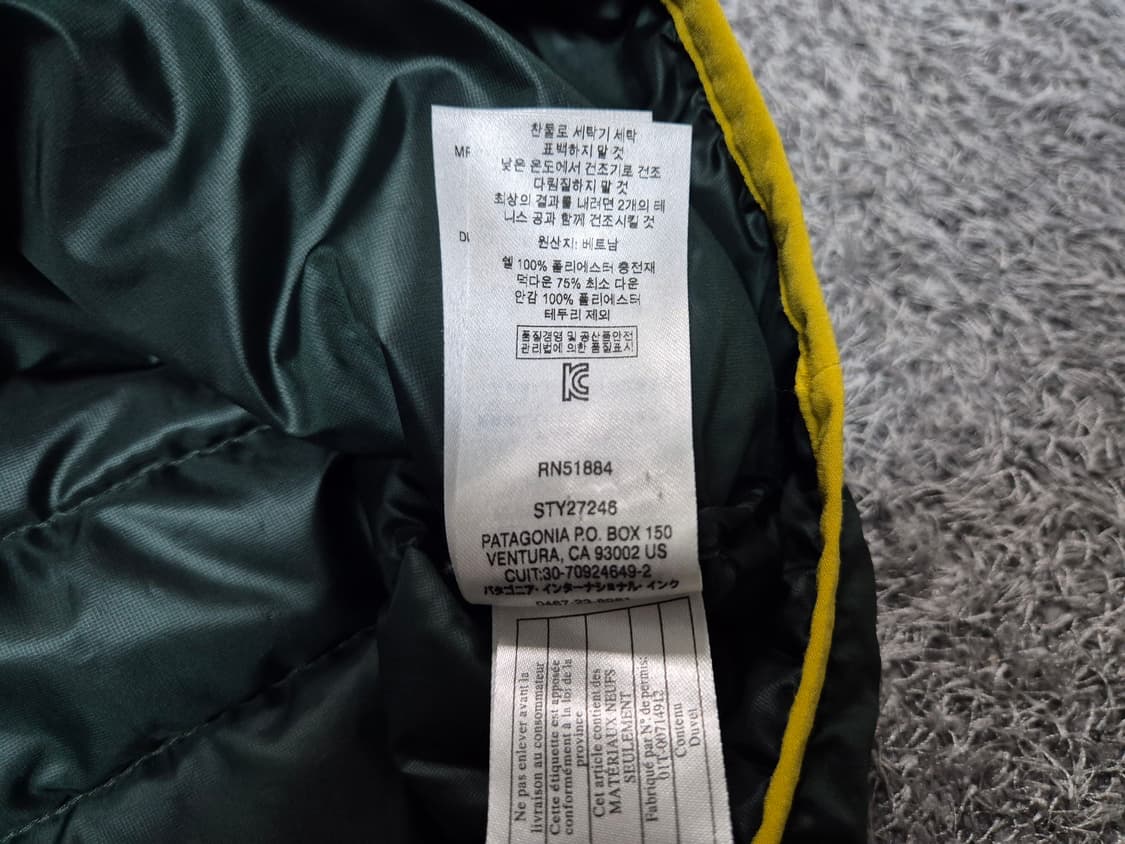 찬물로 세탁기 세탁
표백하지 말 것
낮은 온도에서 건조기로 건조
다림질하지 말 것
최상의 결과를 내려면 2개의 테
니스 공과 함께 건조시킬 것
원산지: 베트남
쉘 100% 폴리에스터 충전재
덕다운 75% 최소 다운
안감 100% 폴리에스터
테두리 제외
품질경영 및 공산품안전
관리법에 의한 품질표시
RN51884
STY27246
PATAGONIA P.O. BOX 150
VENTURA, CA 93002 US
CUIT:30-70924649-2
パタゴニア・インターナショナル・インク
Ne pas enlever avant la
livraison au consommateur
Cette étiquette est apposée
conformément à la loi de la
province
Cet article contient des
MATÉRIAUX NEUFS
SEULEMENT
Fabriqué par N° de permis:
Contenu
Duvet